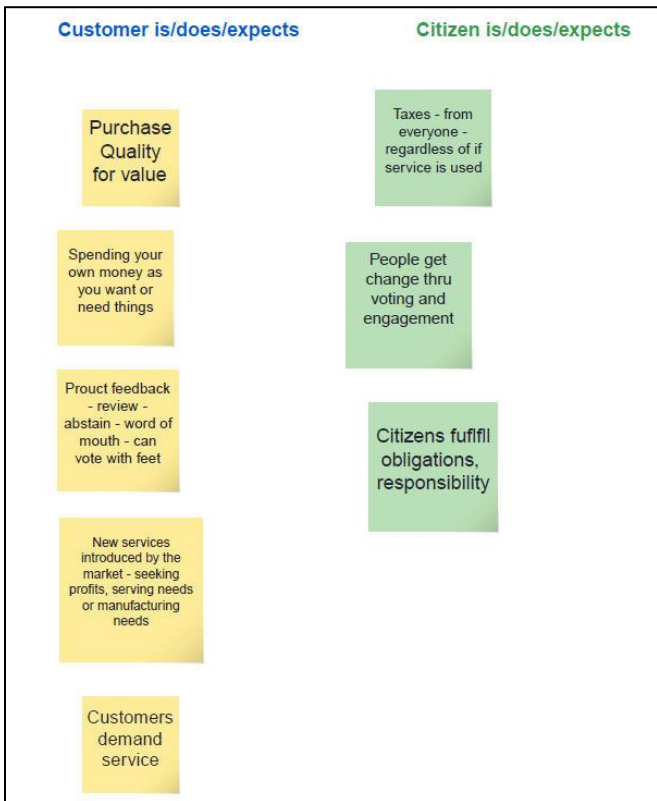 Customer is/does/expects
Citizen is/does/expects
Purchase
Quality
for value
Spending your
own money as
you want or
need things
Prouct feedback
- review -
abstain - word of
mouth - can
vote with feet
New services
introduced by the
market - seeking
profits, serving needs
or manufacturing
needs
Customers
demand
service
Taxes - from
everyone -
regardless of if
service is used
People get
change thru
voting and
engagement
Citizens fuflfll
obligations,
responsibility